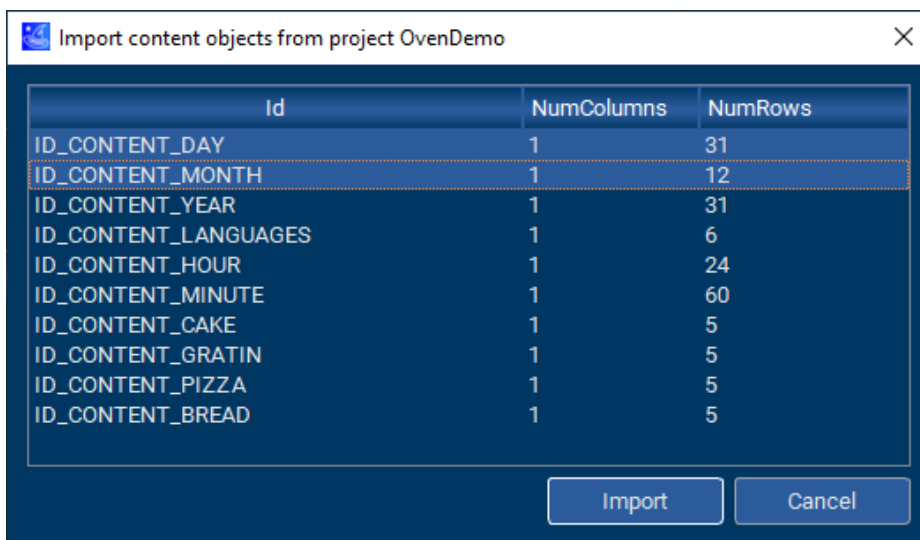 Import content objects from project OvenDemo
Id NumColumns NumRows
ID_CONTENT_DAY 1 31
ID_CONTENT_MONTH 1 12
ID_CONTENT_YEAR 1 31
ID_CONTENT_LANGUAGES 1 6
ID_CONTENT_HOUR 1 24
ID_CONTENT_MINUTE 1 60
ID_CONTENT_CAKE 1 5
ID_CONTENT_GRATIN 1 5
ID_CONTENT_PIZZA 1 5
ID_CONTENT_BREAD 1 5
Import Cancel